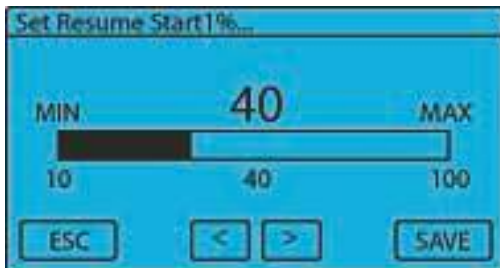 Set Resume Start1%...
40
MIN MAX
10 40 100
ESC < > SAVE